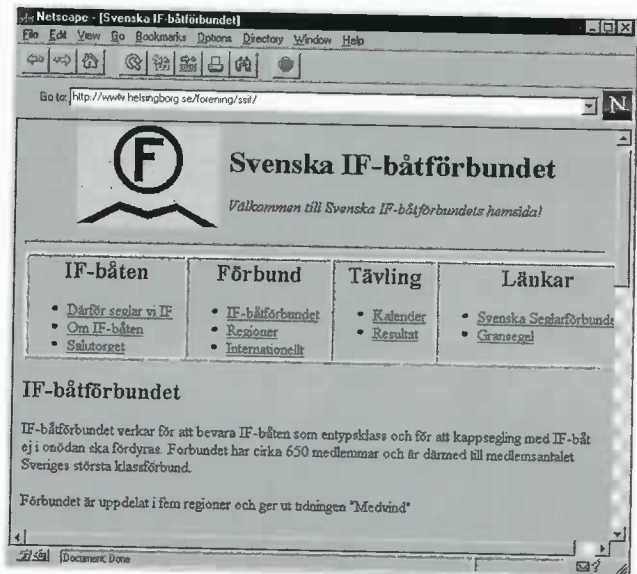 Netscape - [Svenska IF-båtförbundet]
File Edit View Go Bookmarks Options Directory Window Help
Go to: http://www.helsingborg.se/forening/ssif/
N
F
Svenska IF-båtförbundet
Välkommen till Svenska IF-båtförbundets hemsida!
IF-båten Förbund Tävling Länkar
• Därför seglar vi IF • IF-båtförbundet • Kalender • Svenska Seglarförbunde
• Om IF-båten • Regioner • Resultat • Gransegel
• Salutorget • Internationellt
IF-båtförbundet
IF-båtförbundet verkar för att bevara IF-båten som entypsklass och för att kappsegling med IF-båt
ej i onödan ska fördyras. Förbundet har cirka 650 medlemmar och är därmed till medlemsantalet
Sveriges största klassförbund.
Förbundet är uppdelat i fem regioner och ger ut tidningen "Medvind"
Document: Done